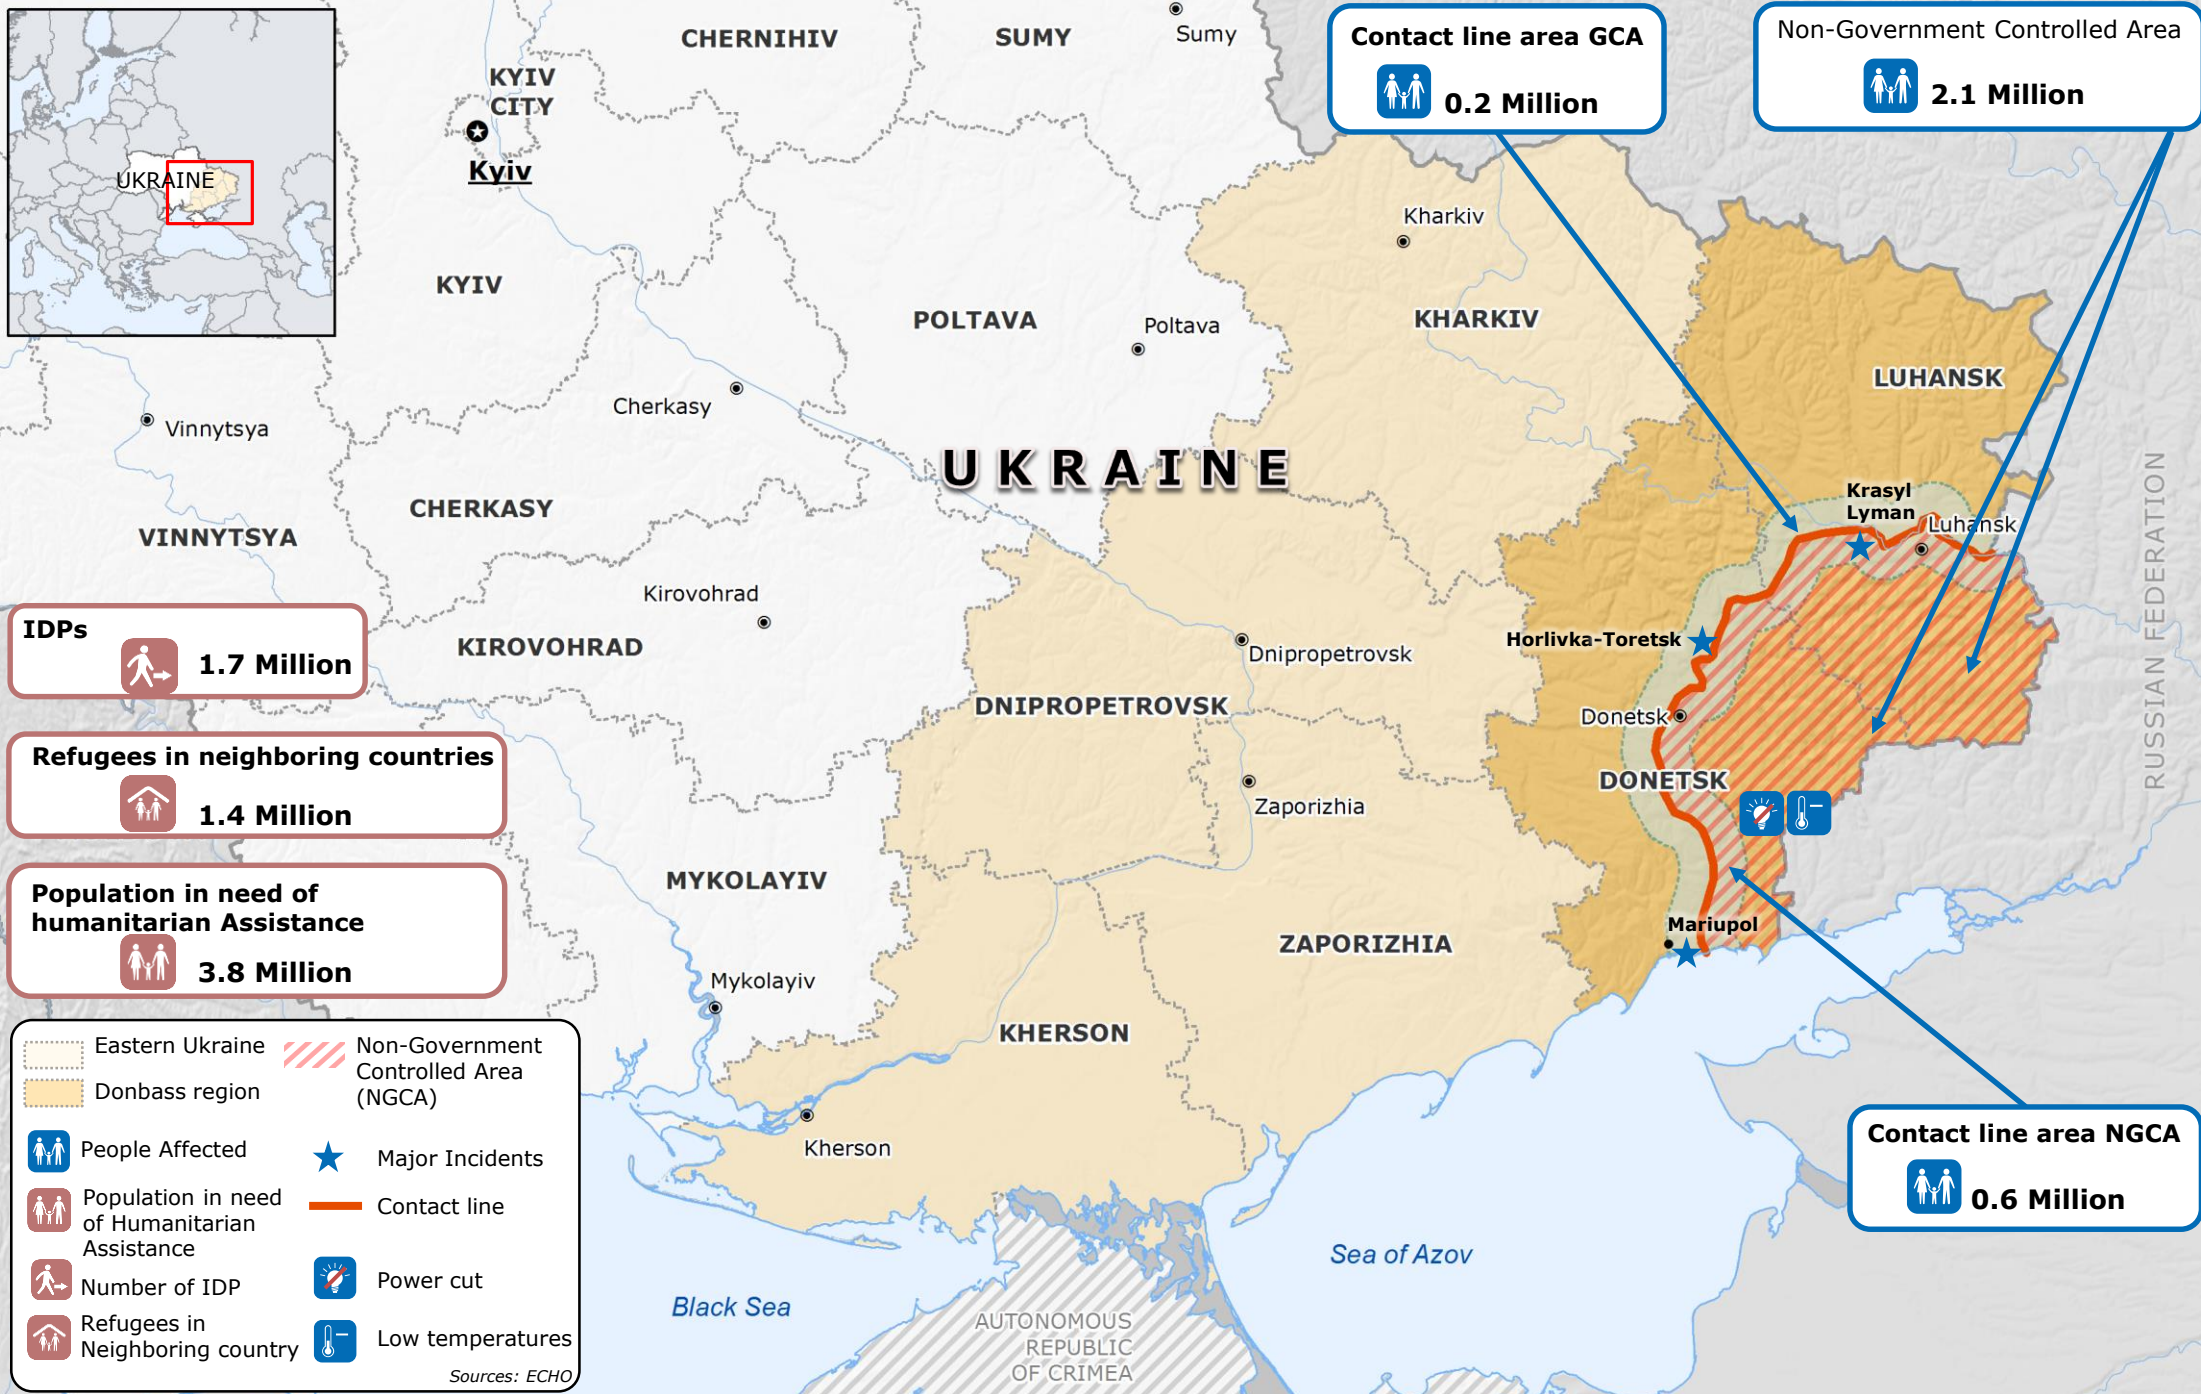 UKRAINE
CHERNIHIV
SUMY
Sumy
KYIV
CITY
Kyiv
KYIV
Contact line area GCA
0.2 Million
Non-Government Controlled Area
2.1 Million
Kharkiv
KHARKIV
POLTAVA
Poltava
LUHANSK
Cherkasy
Vinnytsya
UKRAINE
CHERKASY
VINNYTSYA
Krasyl
Lyman
Luhansk
RUSSIAN FEDERATION
Kirovohrad
KIROVOHRAD
Horlivka-Toretsk
Dnipropetrovsk
DNIPROPETROVSK
Donetsk
DONETSK
Zaporizhia
IDPs
1.7 Million
Refugees in neighboring countries
1.4 Million
Population in need of
humanitarian Assistance
3.8 Million
MYKOLAYIV
Mykolayiv
ZAPORIZHIA
Mariupol
KHERSON
Kherson
Contact line area NGCA
0.6 Million
Sea of Azov
Black Sea
AUTONOMOUS
REPUBLIC
OF CRIMEA
Eastern Ukraine
Donbass region
Non-Government
Controlled Area
(NGCA)
People Affected
Population in need
of Humanitarian
Assistance
Number of IDP
Refugees in
Neighboring country
Major Incidents
Contact line
Power cut
Low temperatures
Sources: ECHO